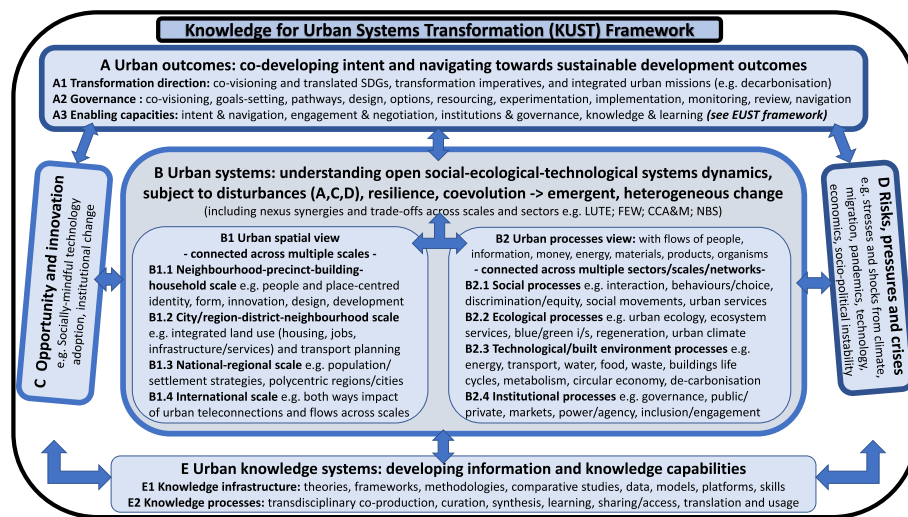 Knowledge for Urban Systems Transformation (KUST) Framework
A Urban outcomes: co-developing intent and navigating towards sustainable development outcomes
A1 Transformation direction: co-visioning and translated SDGs, transformation imperatives, and integrated urban missions (e.g. decarbonisation)
A2 Governance : co-visioning, goals-setting, pathways, design, options, resourcing, experimentation, implementation, monitoring, review, navigation
A3 Enabling capacities: intent & navigation, engagement & negotiation, institutions & governance, knowledge & learning (see EUST framework)
C Opportunity and innovation
e.g. Socially-mindful technology
adoption, institutional change
B Urban systems: understanding open social-ecological-technological systems dynamics,
subject to disturbances (A,C,D), resilience, coevolution -> emergent, heterogeneous change
(including nexus synergies and trade-offs across scales and sectors e.g. LUTE; FEW; CCA&M; NBS)
B1 Urban spatial view
- connected across multiple scales -
B1.1 Neighbourhood-precinct-building-
household scale e.g. people and place-centred
identity, form, innovation, design, development
B1.2 City/region-district-neighbourhood scale
e.g. integrated land use (housing, jobs,
infrastructure/services) and transport planning
B1.3 National-regional scale e.g. population/
settlement strategies, polycentric regions/cities
B1.4 International scale e.g. both ways impact
of urban teleconnections and flows across scales
B2 Urban processes view: with flows of people,
information, money, energy, materials, products, organisms
- connected across multiple sectors/scales/networks-
B2.1 Social processes e.g. interaction, behaviours/choice,
discrimination/equity, social movements, urban services
B2.2 Ecological processes e.g. urban ecology, ecosystem
services, blue/green i/s, regeneration, urban climate
B2.3 Technological/built environment processes e.g.
energy, transport, water, food, waste, buildings life
cycles, metabolism, circular economy, de-carbonisation
B2.4 Institutional processes e.g. governance, public/
private, markets, power/agency, inclusion/engagement
D Risks, pressures and crises
e.g. stresses and shocks from climate,
migration, pandemics, technology,
economics, socio-political instability
E Urban knowledge systems: developing information and knowledge capabilities
E1 Knowledge infrastructure: theories, frameworks, methodologies, comparative studies, data, models, platforms, skills
E2 Knowledge processes: transdisciplinary co-production, curation, synthesis, learning, sharing/access, translation and usage